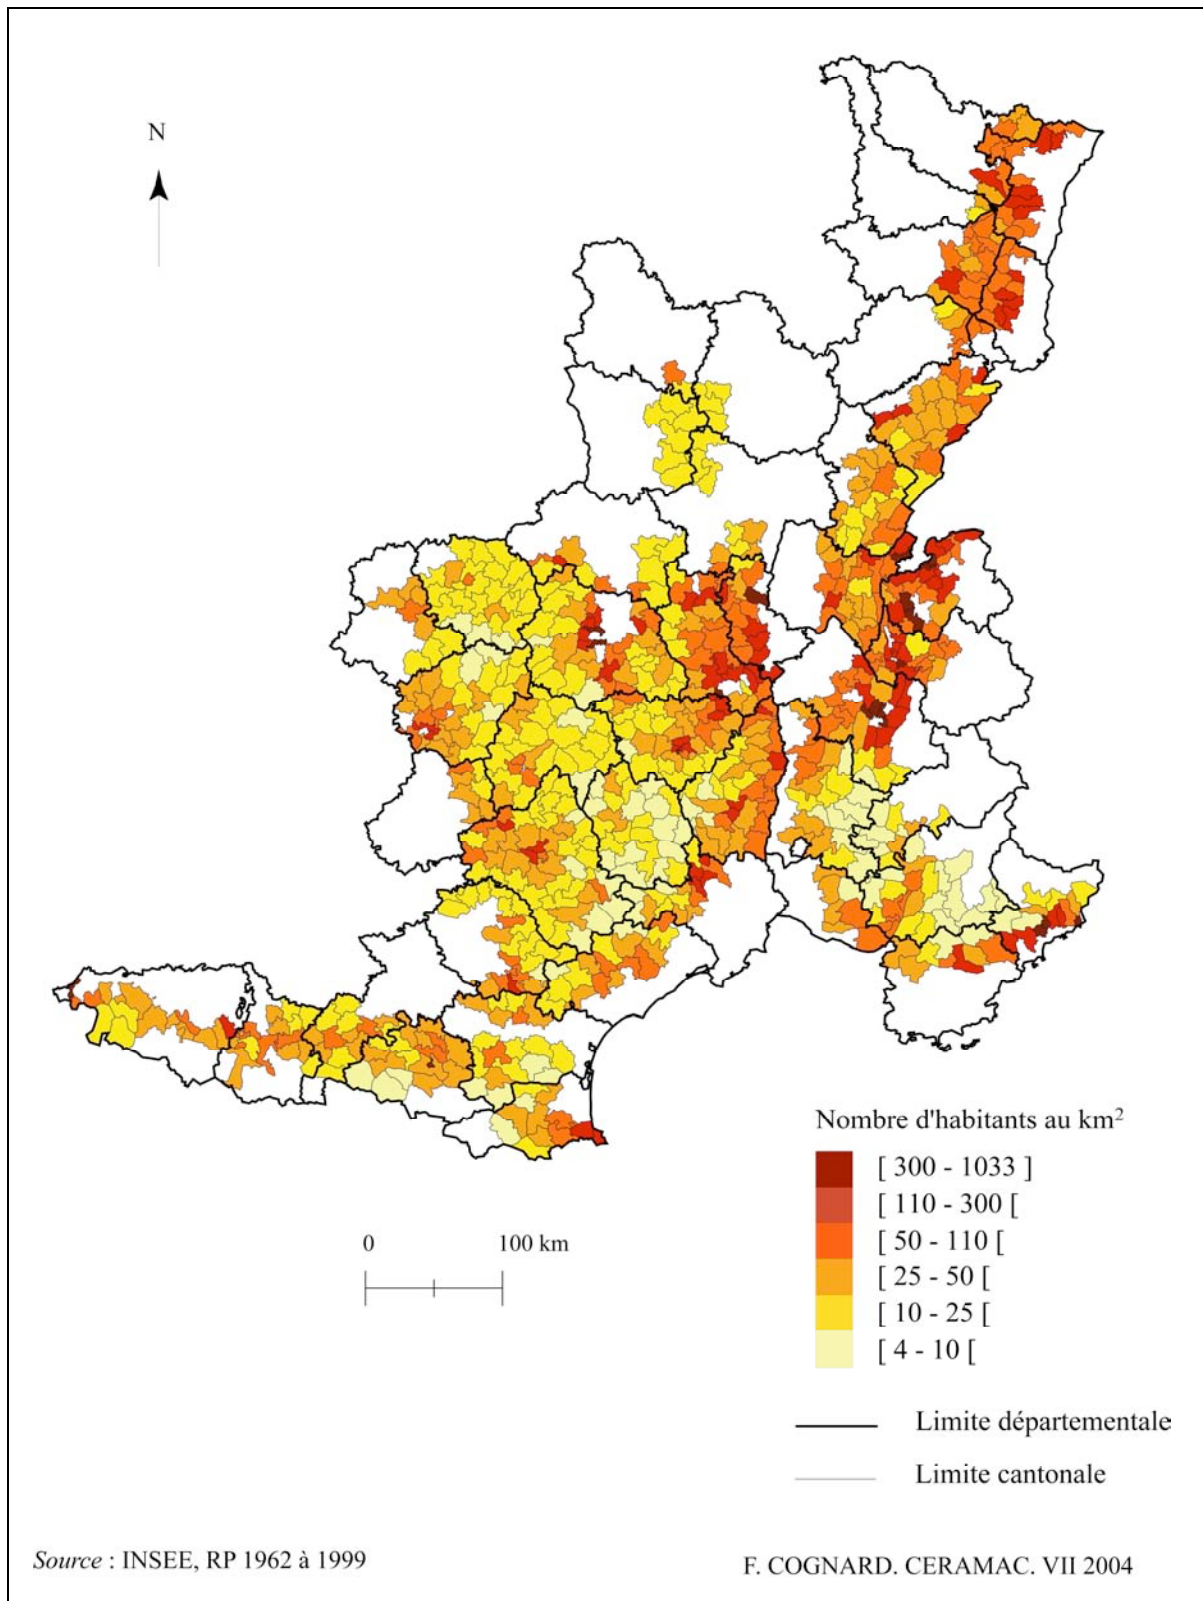 N
Nombre d'habitants au km²
[ 300 - 1033 ]
[ 110 - 300 [
[ 50 - 110 [
[ 25 - 50 [
[ 10 - 25 [
[ 4 - 10 [
0 100 km
Limite départementale
Limite cantonale
Source : INSEE, RP 1962 à 1999
F. COGNARD. CERAMAC. VII 2004